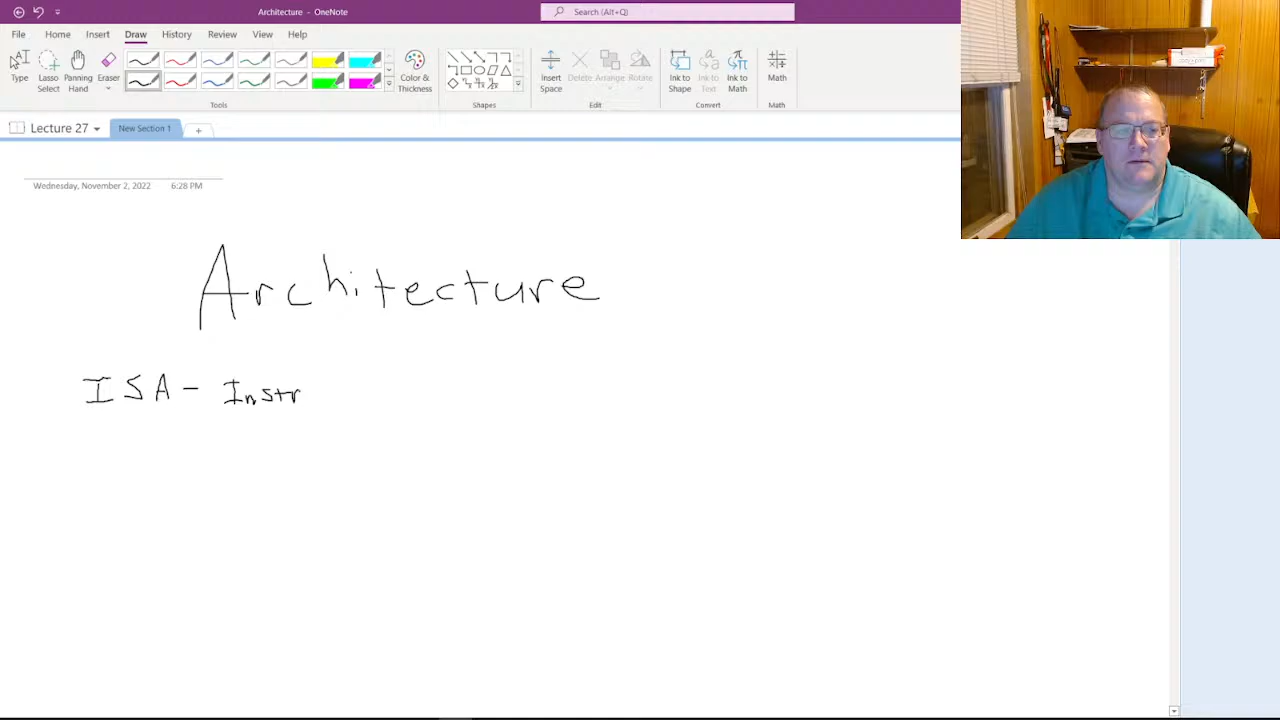 Architecture - OneNote
Search (Alt+Q)
File Home Insert Draw History Review View Help
Type
Lasso Select
Panning Hand
Eraser
Color & Thickness
Insert Space
Delete
Arrange
Rotate
Ink to Shape
Ink to Text
Ink to Math
Math
Tools Shapes Edit Convert Math
Lecture 27 New Section 1 +
Wednesday, November 2, 2022 6:28 PM
Architecture
ISA - Instr